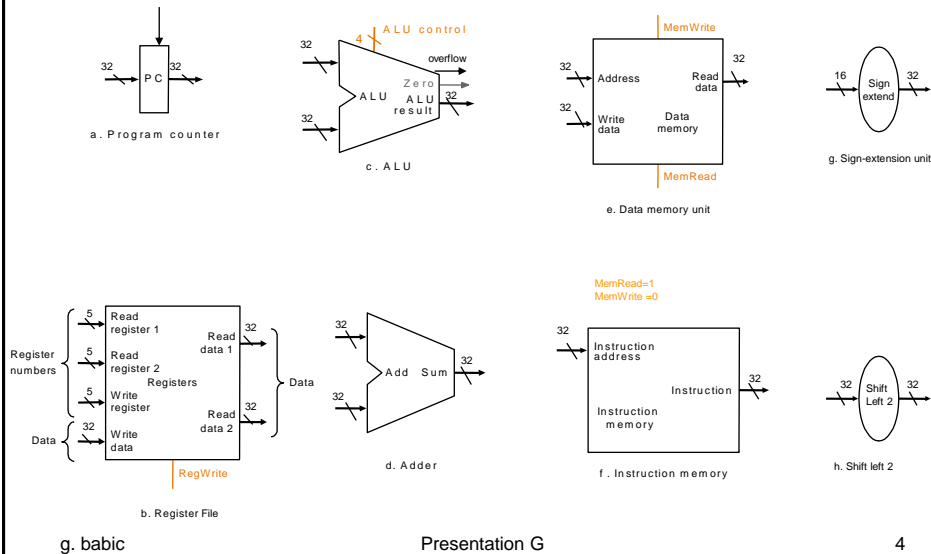 32
PC
32
a. Program counter
ALU control
4
32
32
ALU
overflow
Zero
ALU
result
32
c. ALU
MemWrite
32
Address
32
Write
data
Read
data
32
Data
memory
MemRead
e. Data memory unit
16
Sign
extend
32
g. Sign-extension unit
Register
numbers
Data
5
Read
register 1
5
Read
register 2
Registers
5
Write
register
32
Write
data
Read
data 1
32
Read
data 2
32
Data
RegWrite
b. Register File
32
32
Add
Sum
32
d. Adder
MemRead=1
MemWrite =0
32
Instruction
address
Instruction
32
Instruction
memory
f. Instruction memory
32
Shift
Left 2
32
h. Shift left 2
g. babic
Presentation G
4